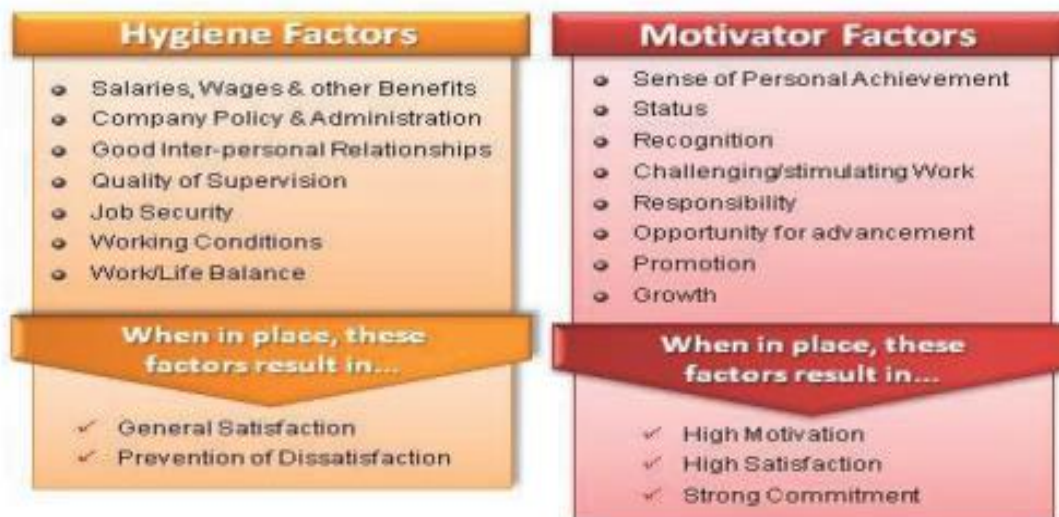 Hygiene Factors
Salaries, Wages & other Benefits
Company Policy & Administration
Good Inter-personal Relationships
Quality of Supervision
Job Security
Working Conditions
Work/Life Balance
When in place, these
factors result in...
General Satisfaction
Prevention of Dissatisfaction
Motivator Factors
Sense of Personal Achievement
Status
Recognition
Challenging/stimulating Work
Responsibility
Opportunity for advancement
Promotion
Growth
When in place, these
factors result in...
High Motivation
High Satisfaction
Strong Commitment